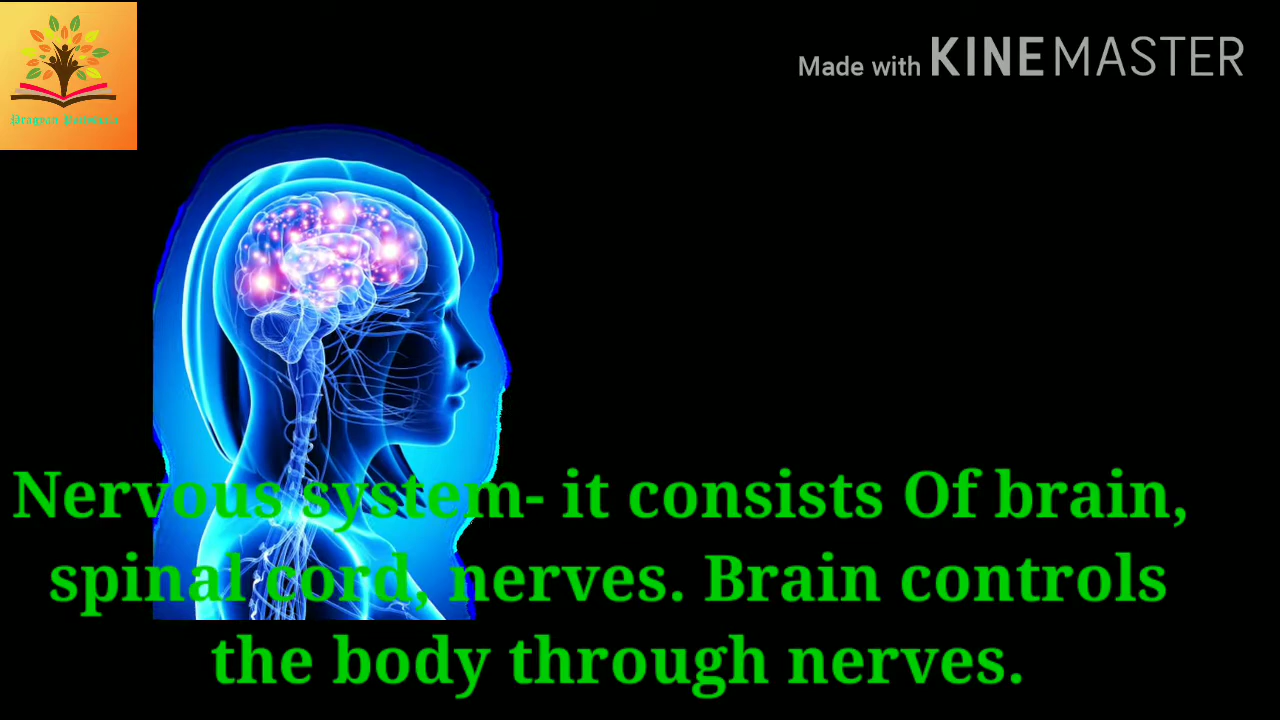 Made with KINEMASTER
Nervous system- it consists Of brain,
spinal cord, nerves. Brain controls
the body through nerves.